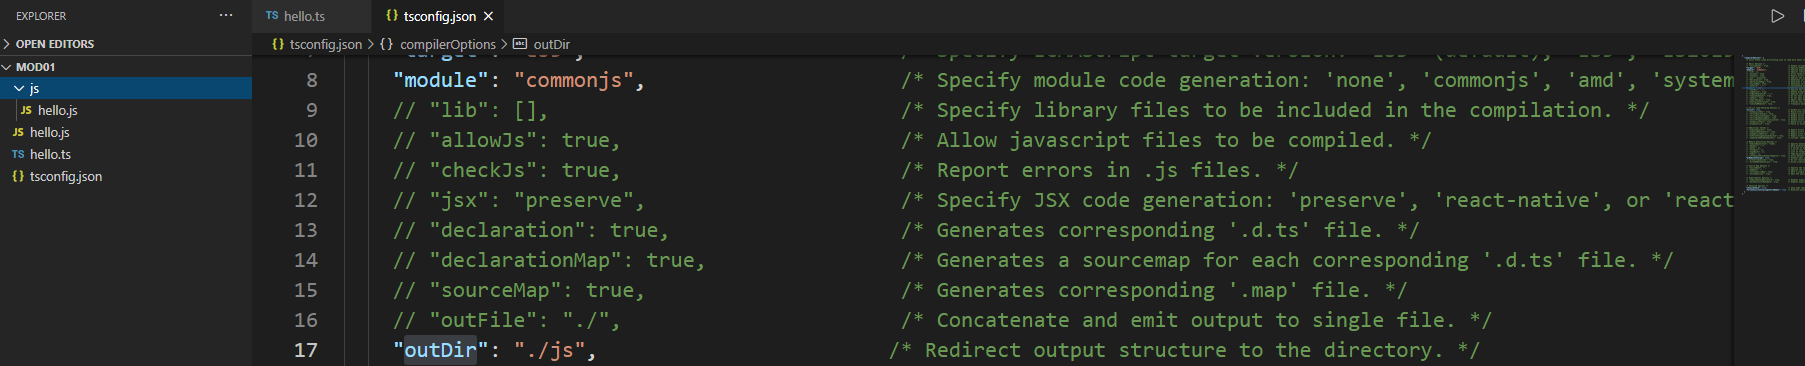 EXPLORER ...
OPEN EDITORS
MOD01
js
JS hello.js
JS hello.js
TS hello.ts
{} tsconfig.json
TS hello.ts
{} tsconfig.json ×
{} tsconfig.json > {} compilerOptions > abc outDir
8 "module": "commonjs", /* Specify module code generation: 'none', 'commonjs', 'amd', 'system
9 // "lib": [], /* Specify library files to be included in the compilation. */
10 // "allowJs": true, /* Allow javascript files to be compiled. */
11 // "checkJs": true, /* Report errors in .js files. */
12 // "jsx": "preserve", /* Specify JSX code generation: 'preserve', 'react-native', or 'react
13 // "declaration": true, /* Generates corresponding '.d.ts' file. */
14 // "declarationMap": true, /* Generates a sourcemap for each corresponding '.d.ts' file. */
15 // "sourceMap": true, /* Generates corresponding '.map' file. */
16 // "outFile": "./", /* Concatenate and emit output to single file. */
17 "outDir": "./js", /* Redirect output structure to the directory. */